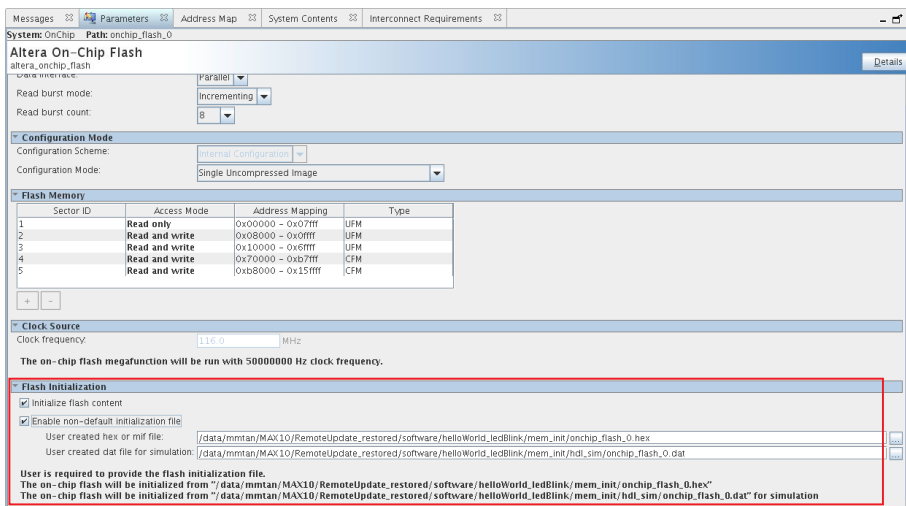 Messages Parameters Address Map System Contents Interconnect Requirements
System: OnChip Path: onchip_flash_0
Altera On-Chip Flash
altera_onchip_flash
Details
Data interface: Parallel
Read burst mode: Incrementing
Read burst count: 8
Configuration Mode
Configuration Scheme: Internal Configuration
Configuration Mode: Single Uncompressed Image
Flash Memory
Sector ID Access Mode Address Mapping Type
1 Read only 0x00000 - 0x07fff UFM
2 Read and write 0x08000 - 0x0ffff UFM
3 Read and write 0x10000 - 0x6ffff UFM
4 Read and write 0x70000 - 0xb7fff CFM
5 Read and write 0xb8000 - 0x15ffff CFM
+ -
Clock Source
Clock frequency: 116.0 MHz
The on-chip flash megafunction will be run with 50000000 Hz clock frequency.
Flash Initialization
Initialize flash content
Enable non-default initialization file
User created hex or mif file: /data/mmtan/MAX10/RemoteUpdate_restored/software/helloWorld_ledBlink/mem_init/onchip_flash_0.hex ...
User created dat file for simulation: /data/mmtan/MAX10/RemoteUpdate_restored/software/helloWorld_ledBlink/mem_init/hdl_sim/onchip_flash_0.dat ...
User is required to provide the flash initialization file.
The on-chip flash will be initialized from "/data/mmtan/MAX10/RemoteUpdate_restored/software/helloWorld_ledBlink/mem_init/onchip_flash_0.hex"
The on-chip flash will be initialized from "/data/mmtan/MAX10/RemoteUpdate_restored/software/helloWorld_ledBlink/mem_init/hdl_sim/onchip_flash_0.dat" for simulation